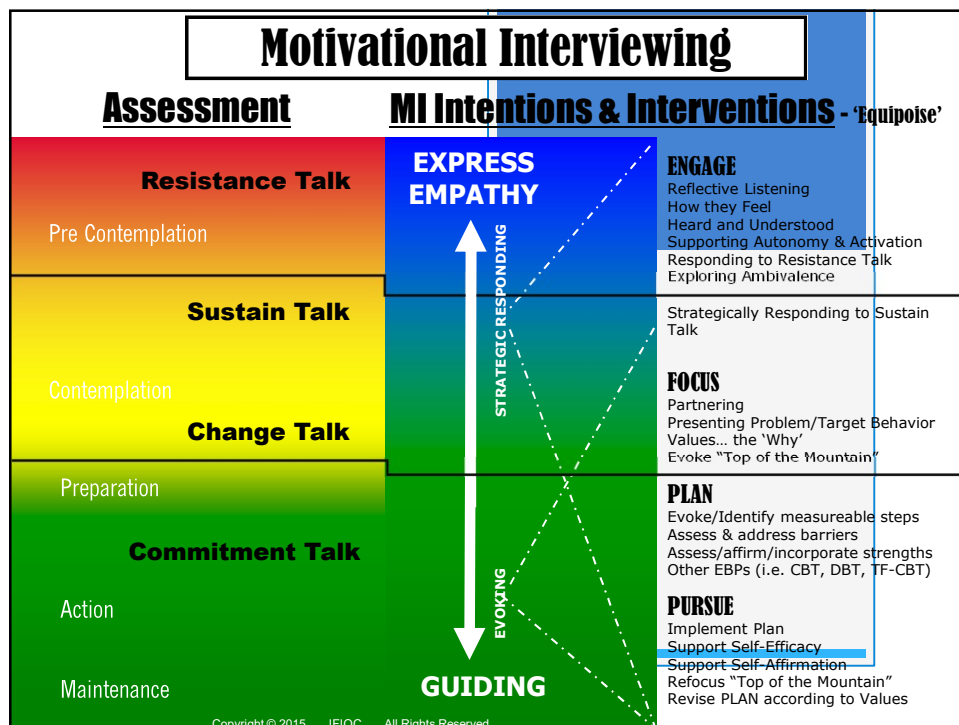 Motivational Interviewing
Assessment
MI Intentions & Interventions - ‘Equipoise’
Resistance Talk
Pre Contemplation
Sustain Talk
Contemplation
Change Talk
Preparation
Commitment Talk
Action
Maintenance
EXPRESS
EMPATHY
STRATEGIC RESPONDING
EVOKING
GUIDING
ENGAGE
Reflective Listening
How they Feel
Heard and Understood
Supporting Autonomy & Activation
Responding to Resistance Talk
Exploring Ambivalence
Strategically Responding to Sustain
Talk
FOCUS
Partnering
Presenting Problem/Target Behavior
Values... the ‘Why’
Evoke “Top of the Mountain”
PLAN
Evoke/Identify measureable steps
Assess & address barriers
Assess/affirm/incorporate strengths
Other EBPs (i.e. CBT, DBT, TF-CBT)
PURSUE
Implement Plan
Support Self-Efficacy
Support Self-Affirmation
Refocus “Top of the Mountain”
Revise PLAN according to Values
Copyright © 2015 All Rights Reserved